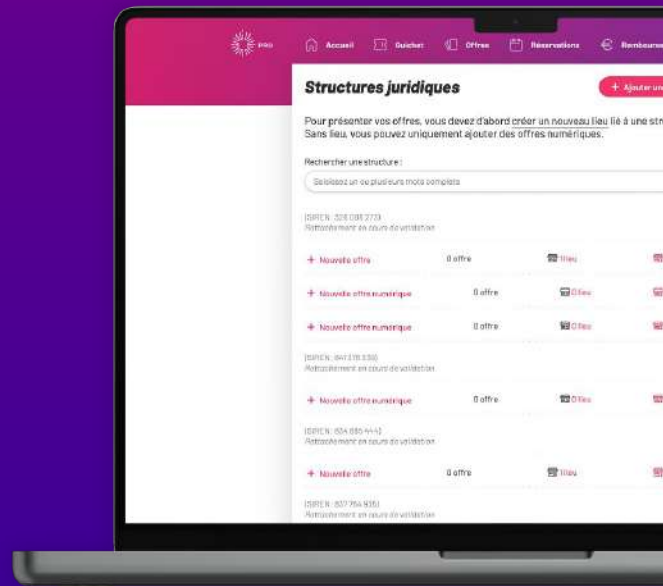 PRO
Accueil Guichet Offres Réservations Rembourse
Structures juridiques
+ Ajouter un
Pour présenter vos offres, vous devez d'abord créer un nouveau lieu lié à une str
Sans lieu, vous pouvez uniquement ajouter des offres numériques.
Rechercher une structure :
Saisissez un ou plusieurs mots complets
Rattachement en cours de validation
+ Nouvelle offre 0 offre 1 lieu
+ Nouvelle offre numérique 0 offre 0 lieu
+ Nouvelle offre numérique 0 offre 0 lieu
Rattachement en cours de validation
+ Nouvelle offre numérique 0 offre 0 lieu
Rattachement en cours de validation
+ Nouvelle offre 0 offre 1 lieu
Rattachement en cours de validation